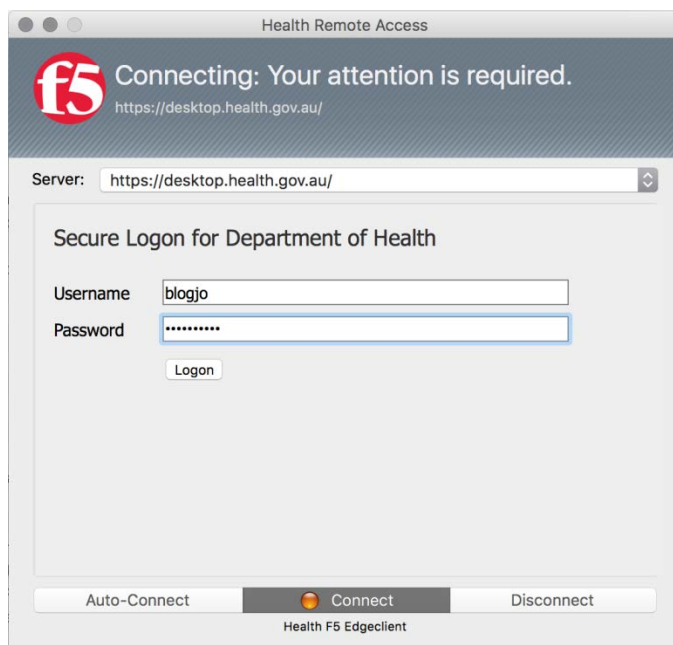 Health Remote Access
f5
Connecting: Your attention is required.
https://desktop.health.gov.au/
Server: https://desktop.health.gov.au/
Secure Logon for Department of Health
Username blogjo
Password ••••••••••
Logon
Auto-Connect Connect Disconnect
Health F5 Edgeclient